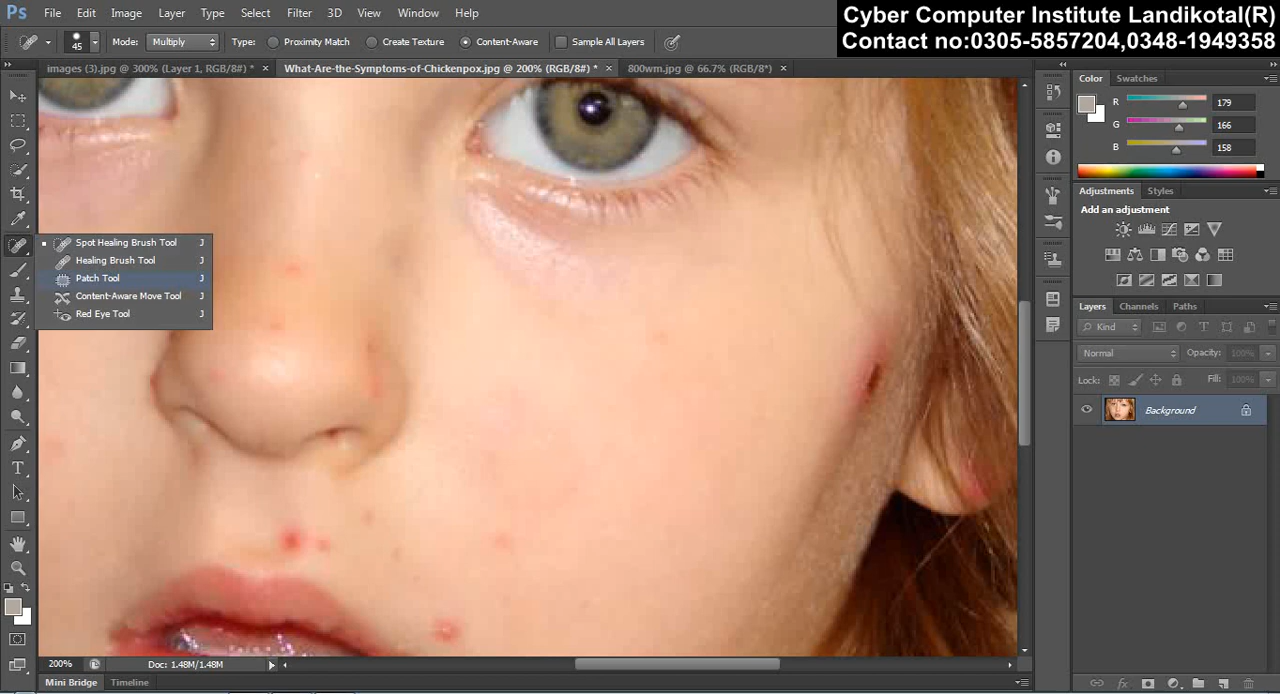 Ps File Edit Image Layer Type Select Filter 3D View Window Help
Cyber Computer Institute Landikotal(R)
Contact no:0305-5857204,0348-1949358
45 Mode: Multiply Type: Proximity Match Create Texture Content-Aware Sample All Layers
images (3).jpg @ 300% (Layer 1, RGB/8#) * × What-Are-the-Symptoms-of-Chickenpox.jpg @ 200% (RGB/8#) * × 800wm.jpg @ 66.7% (RGB/8*) ×
Color Swatches
R 179
G 166
B 158
Adjustments Styles
Add an adjustment
Spot Healing Brush Tool J
Healing Brush Tool J
Patch Tool J
Content-Aware Move Tool J
Red Eye Tool J
Layers Channels Paths
Kind
Normal Opacity: 100%
Lock: Fill: 100%
Background
T
200% Doc: 1.48M/1.48M
Mini Bridge Timeline
fx